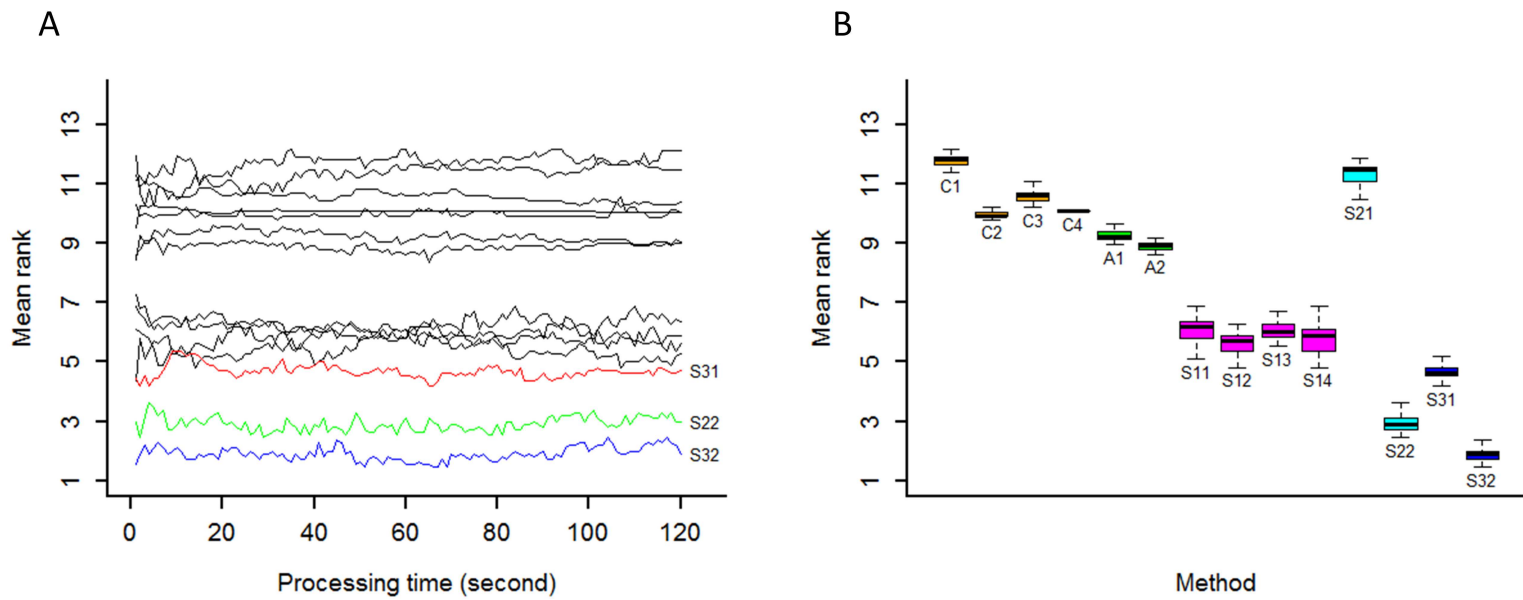 A
Mean rank
13
11
9
7
5
3
1
S31
S22
S32
0 20 40 60 80 100 120
Processing time (second)
B
Mean rank
13
11
9
7
5
3
1
C1
C2
C3
C4
A1
A2
S11
S12
S13
S14
S21
S22
S31
S32
Method